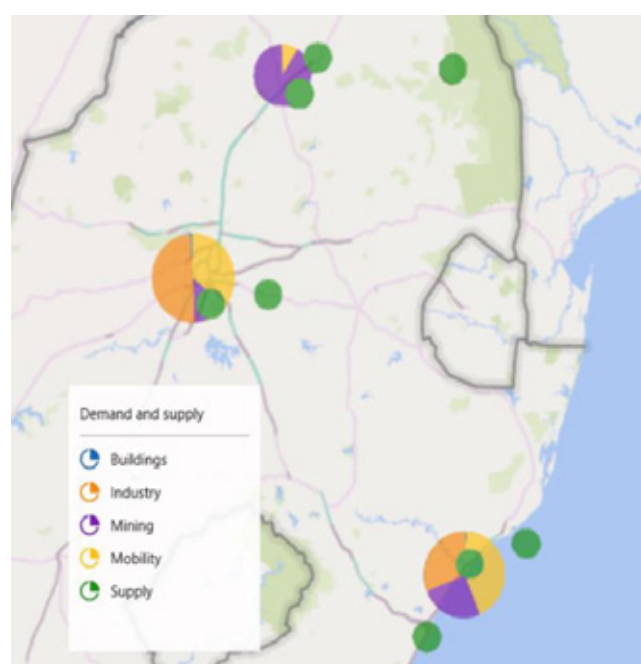 Demand and supply
Buildings
Industry
Mining
Mobility
Supply